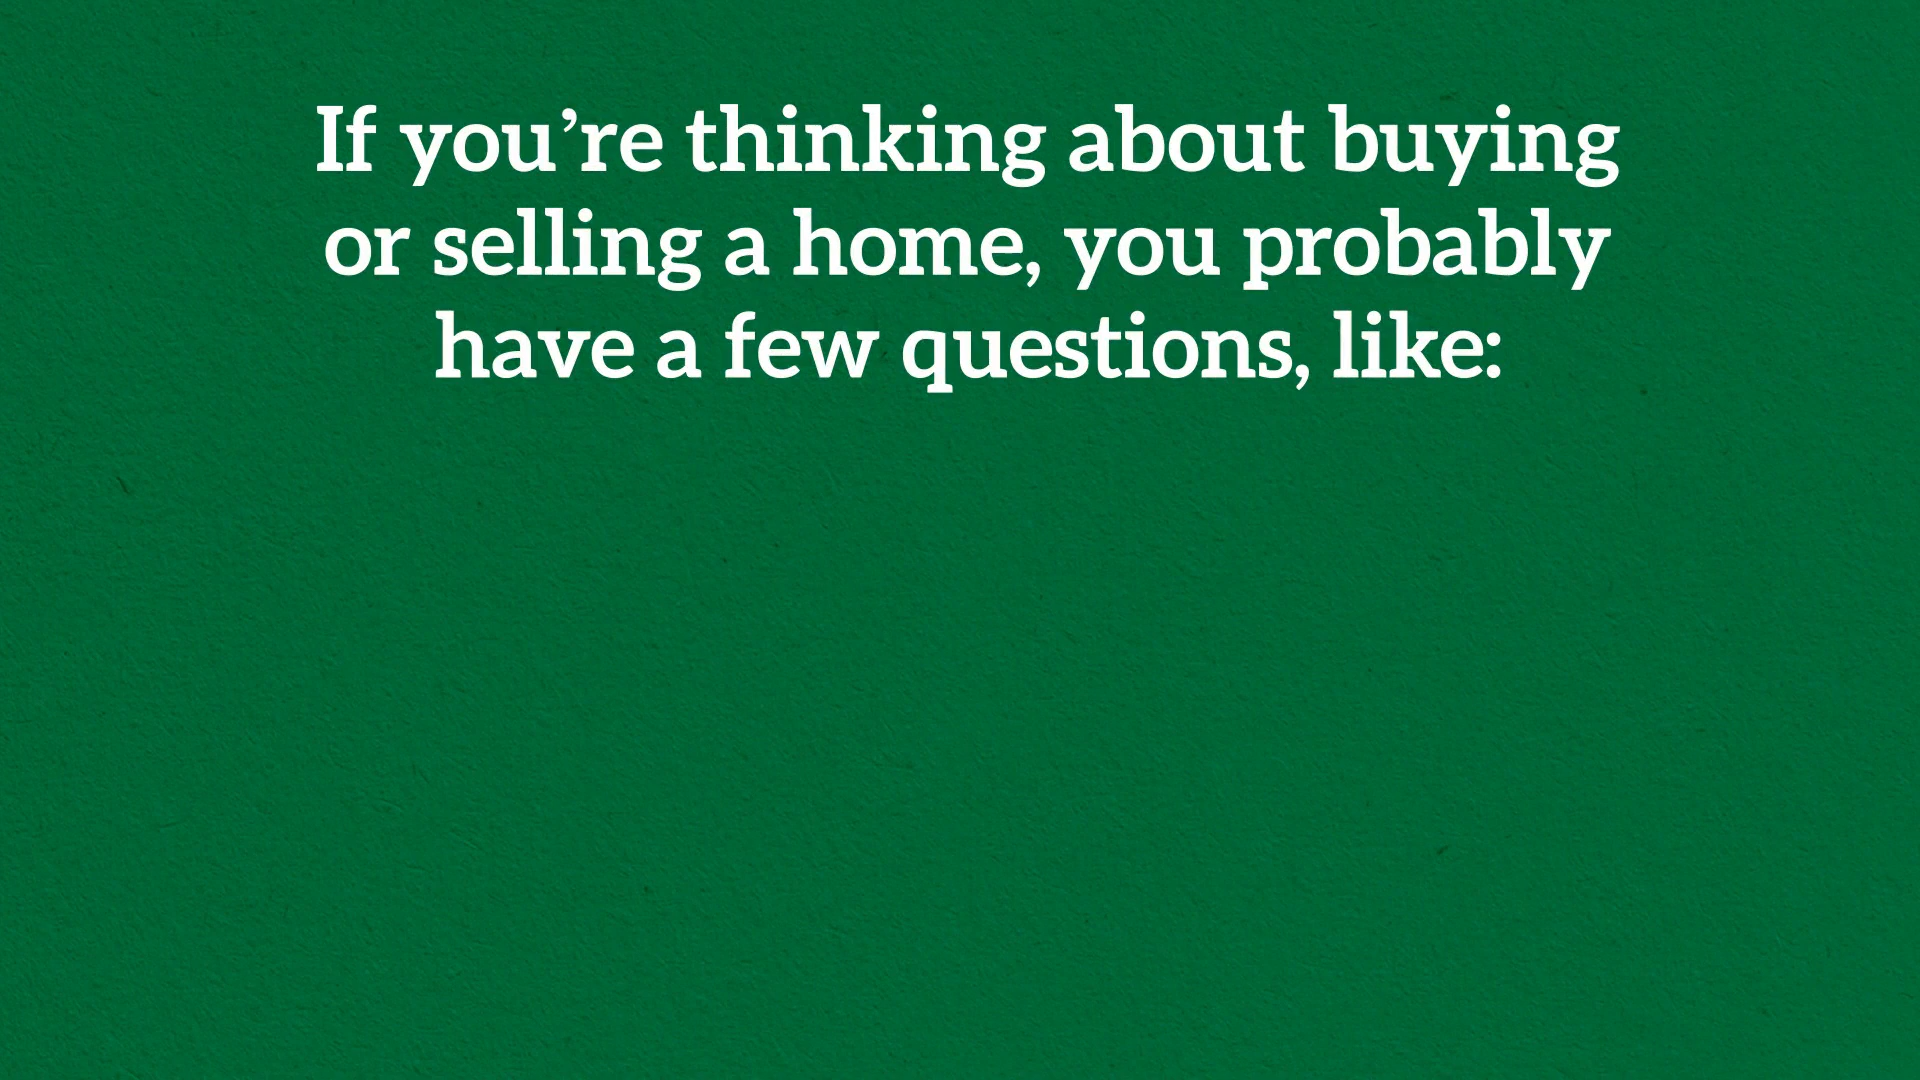 If you’re thinking about buying
or selling a home, you probably
have a few questions, like: